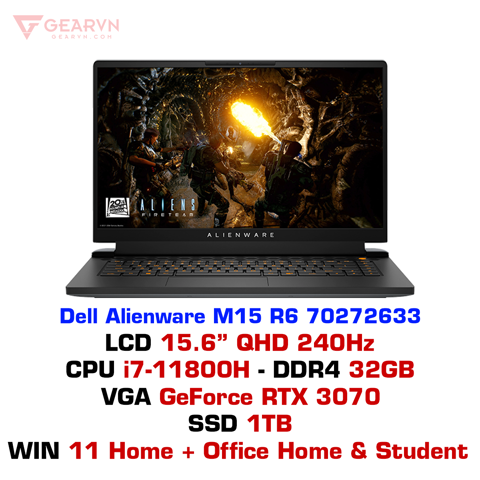 GEARVN
GEARVN.COM
ALIENS
FIRETEAM
ALIENWARE
Dell Alienware M15 R6 70272633
LCD 15.6” QHD 240Hz
CPU i7-11800H - DDR4 32GB
VGA GeForce RTX 3070
SSD 1TB
WIN 11 Home + Office Home & Student